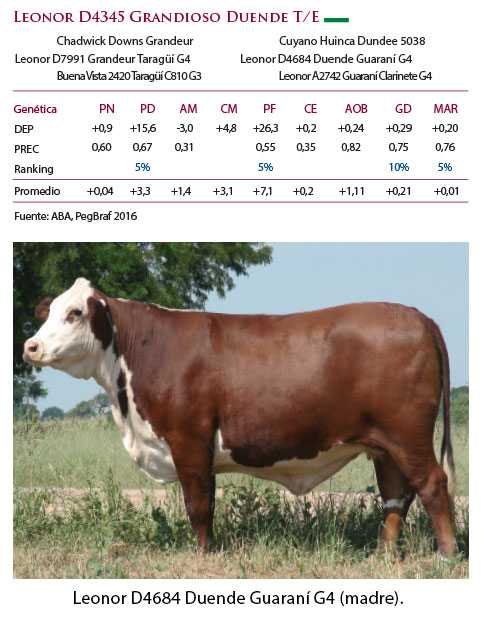 Leonor D4345 Grandioso Duende T/E
Chadwick Downs Grandeur Cuyano Huinca Dundee 5038
Leonor D7991 Grandeur Taragüí G4 Leonor D4684 Duende Guaraní G4
Buena Vista 2420 Taragüí C810 G3 Leonor A2742 Guaraní Clarinete G4
Genética PN PD AM CM PF CE AOB GD MAR
DEP +0,9 +15,6 -3,0 +4,8 +26,3 +0,2 +0,24 +0,29 +0,20
PREC 0,60 0,67 0,31 0,55 0,35 0,82 0,75 0,76
Ranking 5% 5% 10% 5%
Promedio +0,04 +3,3 +1,4 +3,1 +7,1 +0,2 +1,11 +0,21 +0,01
Fuente: ABA, PegBraf 2016
Leonor D4684 Duende Guaraní G4 (madre).